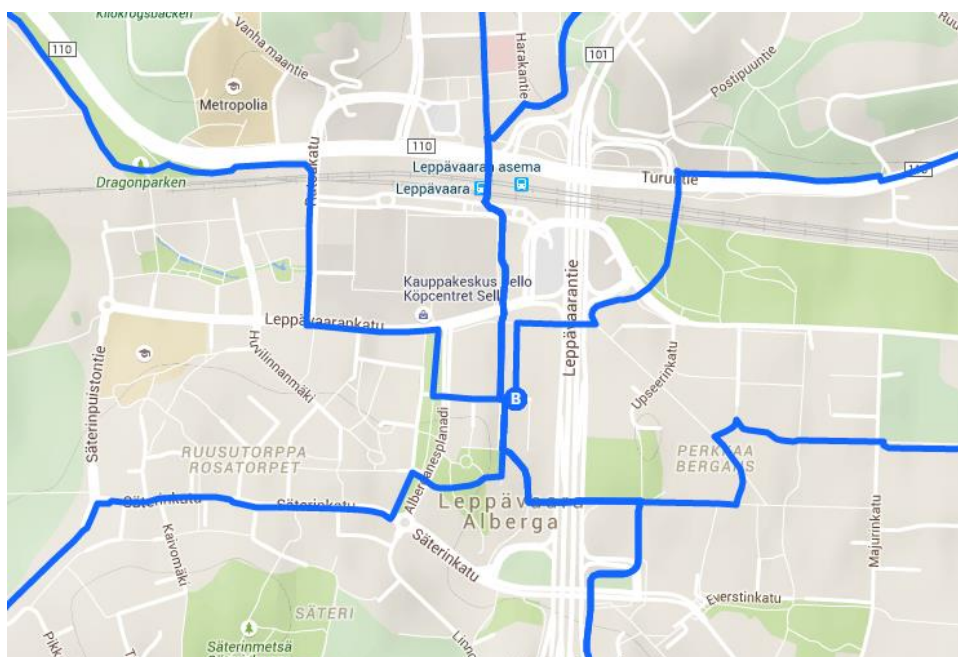 Kilokrogsbacken
110
Vanha maantie
Harakantie
101
Postipuuntie
Metropolia
110
Dragonparken
Leppävaaran asema
Leppävaara
Turuntie
Kauppakeskus Sello
Köpcentret Sello
Leppävaarankatu
Leppävaarantie
Huvilinnanmäki
Säterinpuistontie
Upseerinkatu
B
RUUSUTORPPA
ROSATORPET
Alberganesplanadi
PERKKAA
BERGANS
Säterinkatu
Säterinkatu
Leppävaara
Alberga
Kaivomäki
Säterinkatu
Majurinkatu
Everstinkatu
SÄTERI
Säterinmetsä